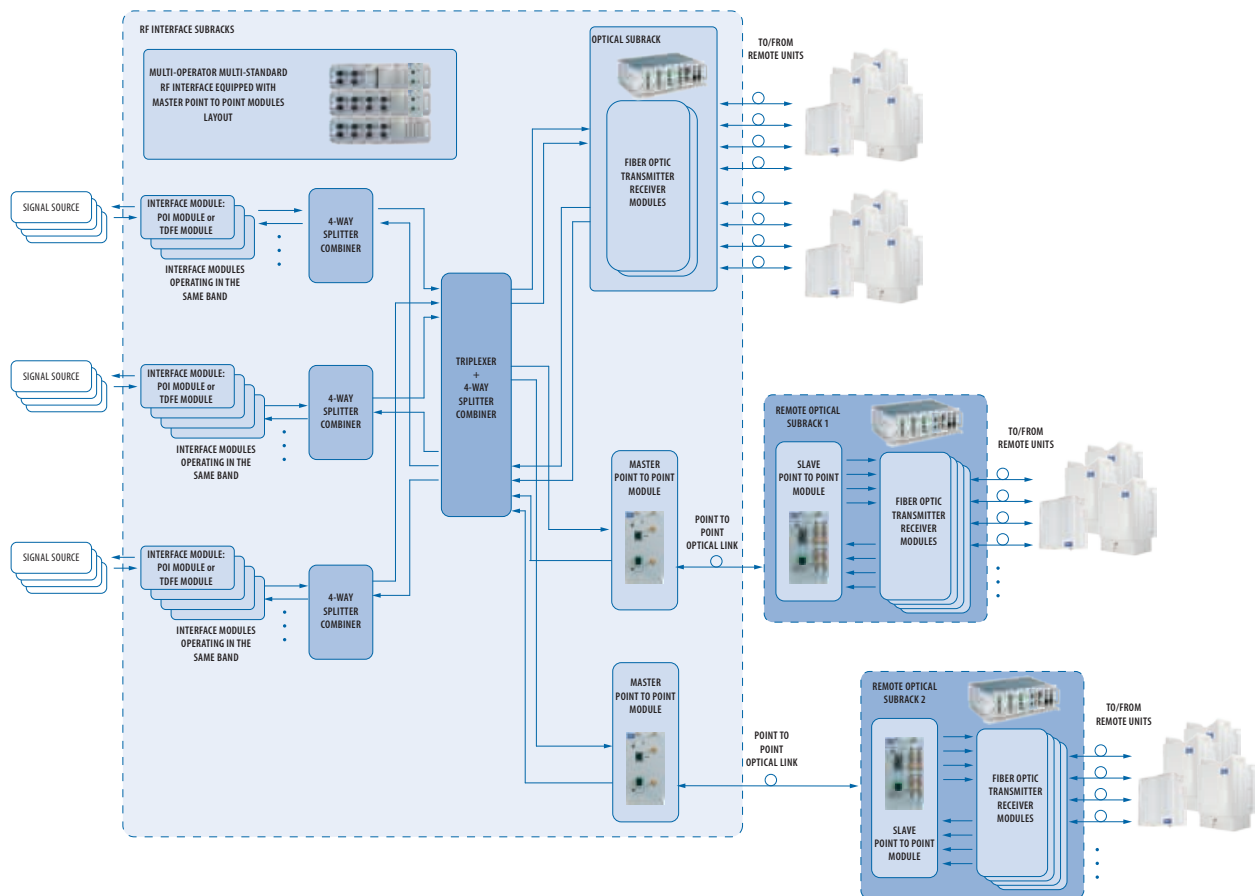 RF INTERFACE SUBRACKS
MULTI-OPERATOR MULTI-STANDARD
RF INTERFACE EQUIPPED WITH
MASTER POINT TO POINT MODULES
LAYOUT
OPTICAL SUBRACK
TO/FROM
REMOTE UNITS
FIBER OPTIC
TRANSMITTER
RECEIVER
MODULES
SIGNAL SOURCE
INTERFACE MODULE:
POI MODULE or
TDFE MODULE
INTERFACE MODULES
OPERATING IN THE
SAME BAND
4-WAY
SPLITTER
COMBINER
SIGNAL SOURCE
INTERFACE MODULE:
POI MODULE or
TDFE MODULE
INTERFACE MODULES
OPERATING IN THE
SAME BAND
4-WAY
SPLITTER
COMBINER
SIGNAL SOURCE
INTERFACE MODULE:
POI MODULE or
TDFE MODULE
INTERFACE MODULES
OPERATING IN THE
SAME BAND
4-WAY
SPLITTER
COMBINER
TRIPLEXER
+
4-WAY
SPLITTER
COMBINER
MASTER
POINT TO POINT
MODULE
POINT TO
POINT
OPTICAL LINK
REMOTE OPTICAL
SUBRACK 1
SLAVE
POINT TO POINT
MODULE
FIBER OPTIC
TRANSMITTER
RECEIVER
MODULES
TO/FROM
REMOTE UNITS
MASTER
POINT TO POINT
MODULE
POINT TO
POINT
OPTICAL LINK
REMOTE OPTICAL
SUBRACK 2
SLAVE
POINT TO POINT
MODULE
FIBER OPTIC
TRANSMITTER
RECEIVER
MODULES
TO/FROM
REMOTE UNITS